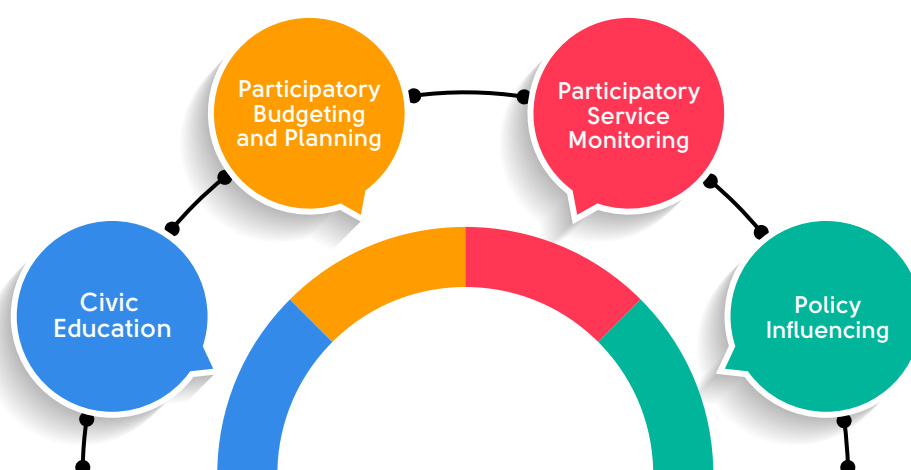 Participatory
Budgeting
and Planning
Participatory
Service
Monitoring
Civic
Education
Policy
Influencing